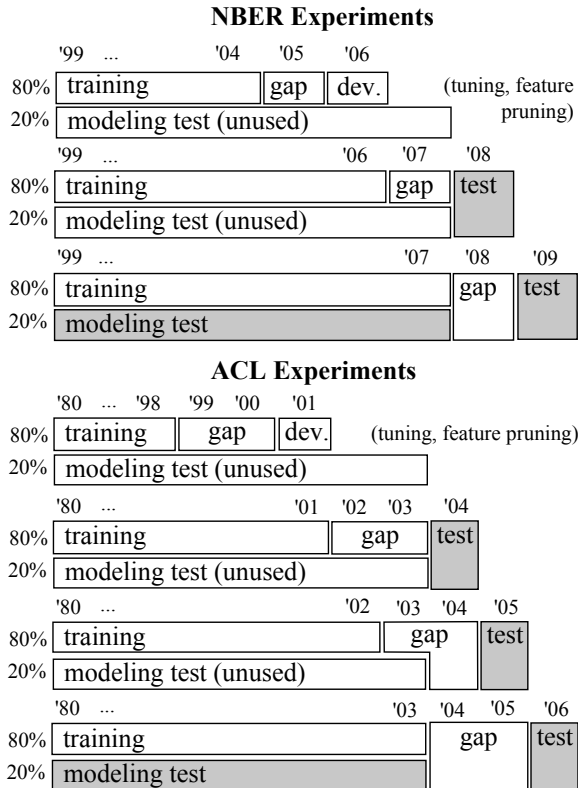 NBER Experiments
'99 ... '04 '05 '06
80% training gap dev. (tuning, feature pruning)
20% modeling test (unused)
'99 ... '06 '07 '08
80% training gap test
20% modeling test (unused)
'99 ... '07 '08 '09
80% training gap test
20% modeling test
ACL Experiments
'80 ... '98 '99 '00 '01
80% training gap dev. (tuning, feature pruning)
20% modeling test (unused)
'80 ... '01 '02 '03 '04
80% training gap test
20% modeling test (unused)
'80 ... '02 '03 '04 '05
80% training gap test
20% modeling test (unused)
'80 ... '03 '04 '05 '06
80% training gap test
20% modeling test